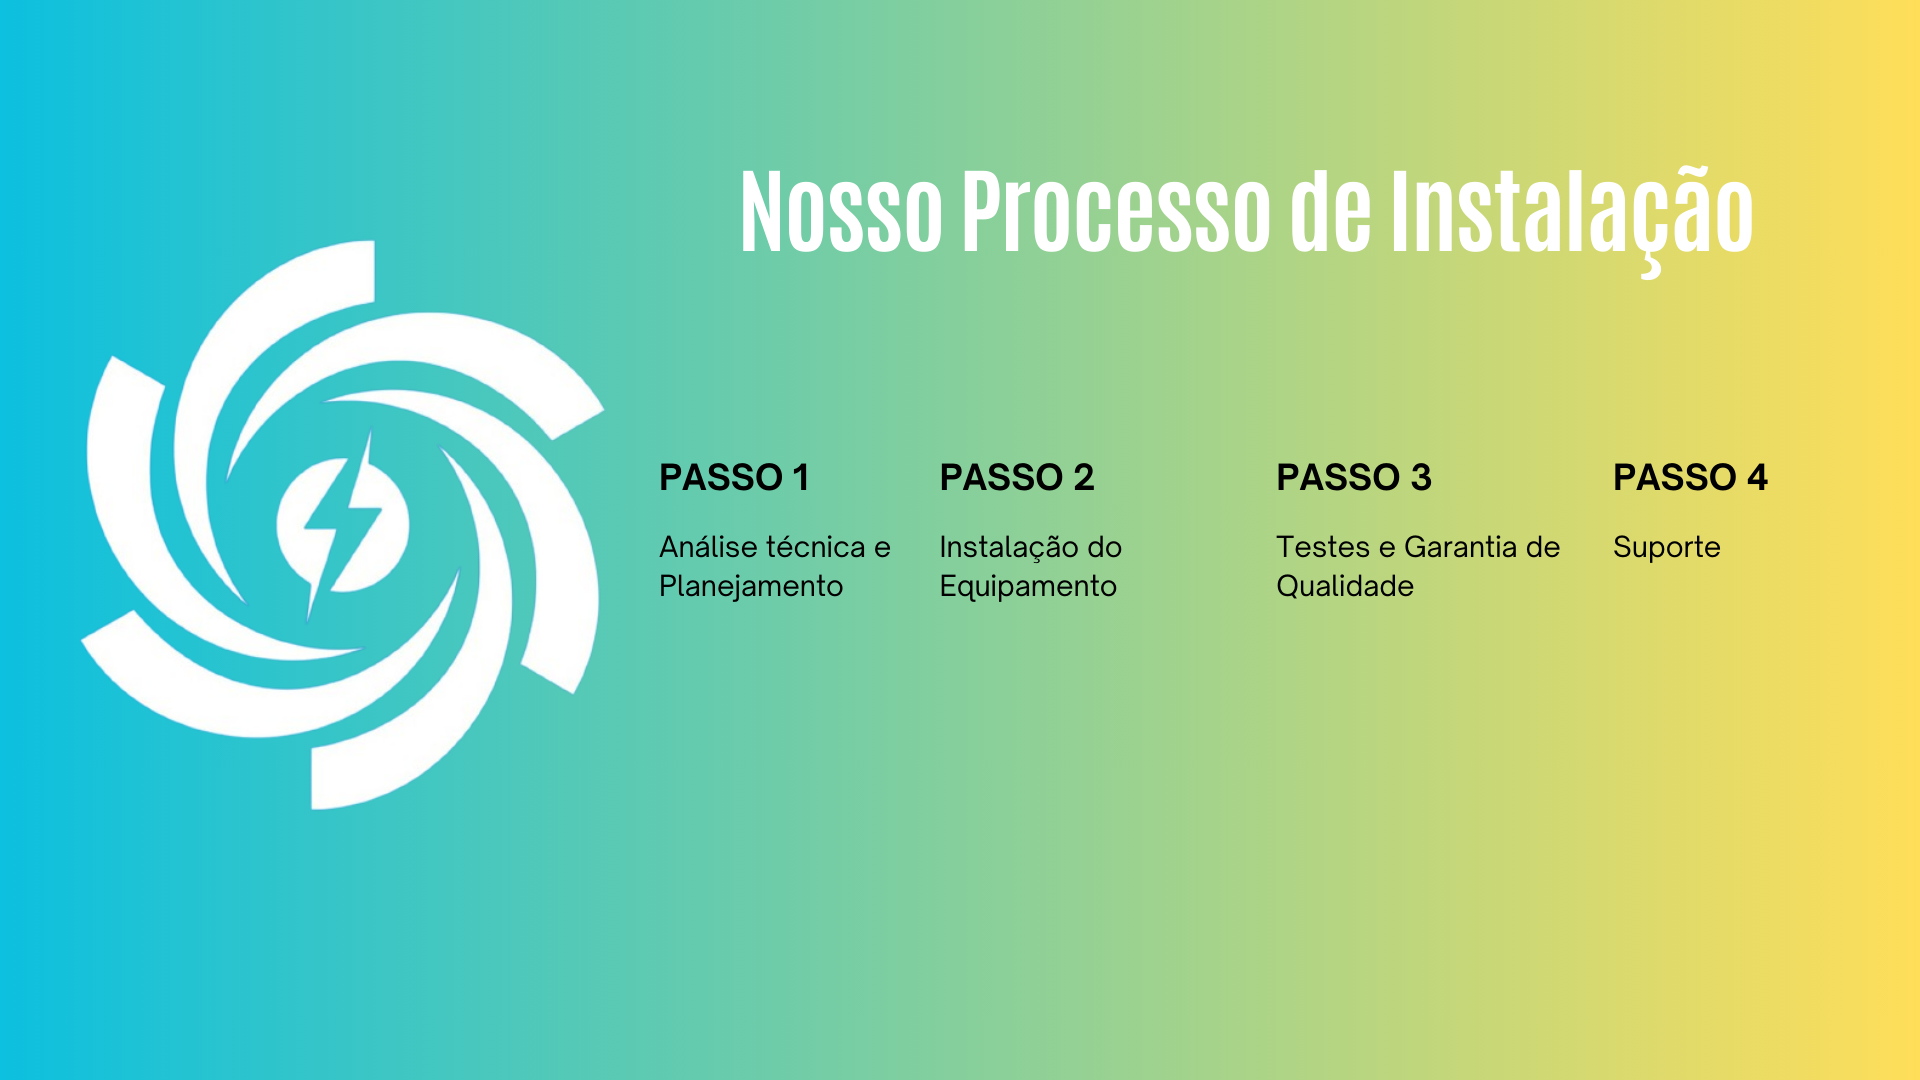 Nosso Processo de Instalação
PASSO 1
Análise técnica e
Planejamento
PASSO 2
Instalação do
Equipamento
PASSO 3
Testes e Garantia de
Qualidade
PASSO 4
Suporte